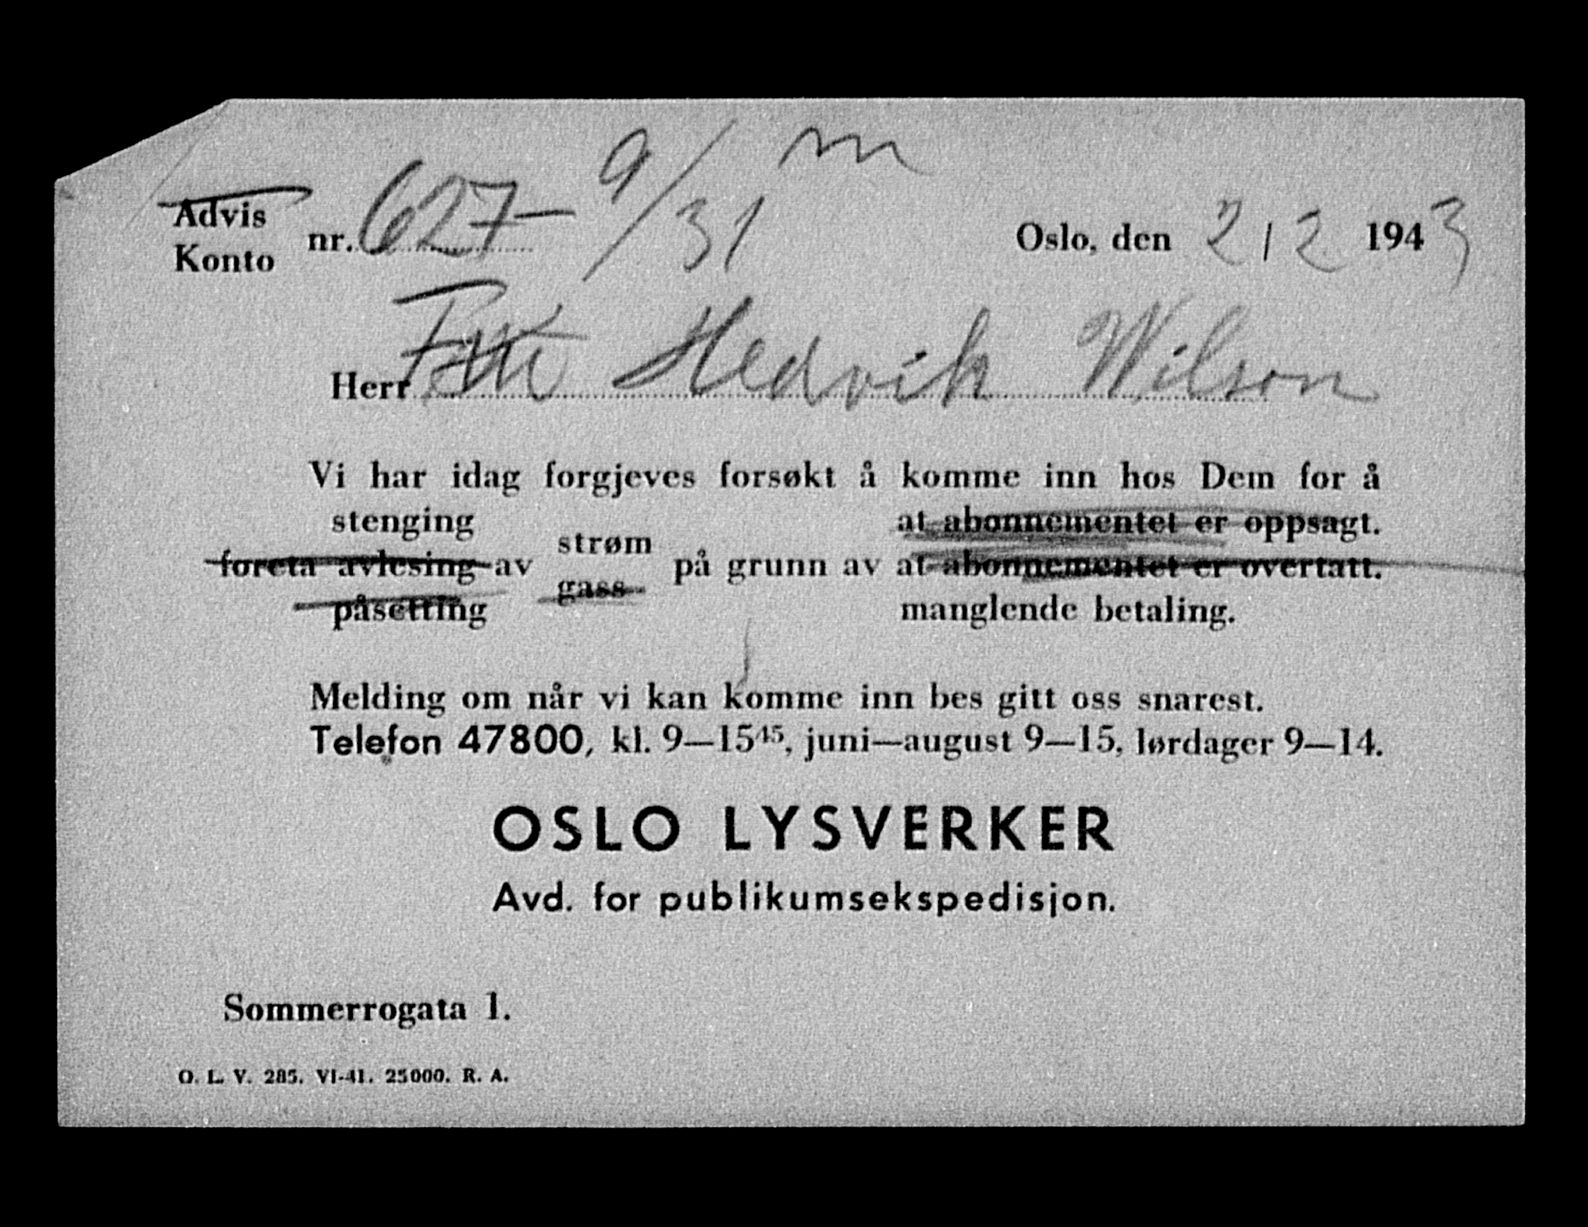 9/31 m
Advis
Konto nr. 627-
Oslo, den 2/2 1943
Herr Hedvik Wilson
Vi har idag forgjeves forsøkt å komme inn hos Dem for å
stenging
foreta avlesing av
påsetting
strøm
gass
på grunn av
at abonnementet er oppsagt.
at abonnementet er overtatt.
manglende betaling.
Melding om når vi kan komme inn bes gitt oss snarest.
Telefon 47800, kl. 9—15⁴⁵, juni—august 9—15, lørdager 9—14.
OSLO LYSVERKER
Avd. for publikumsekspedisjon.
Sommerrogata 1.
O. L. V. 285. VI-41. 25000. R. A.